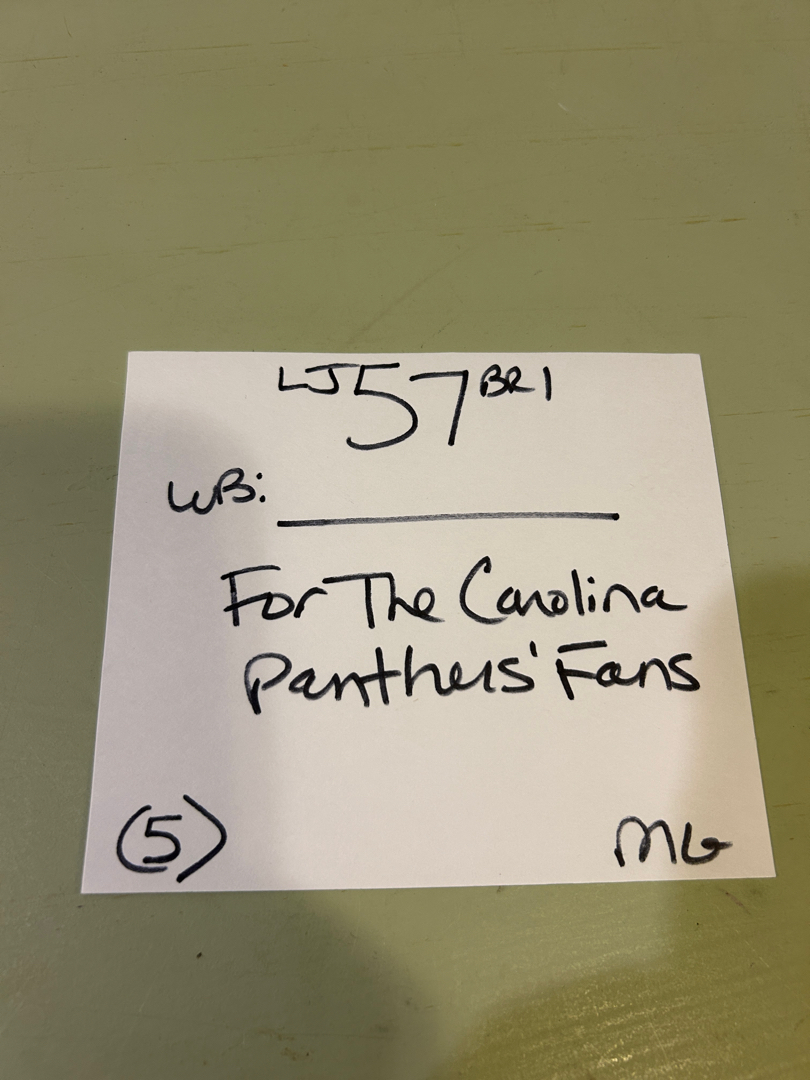 LJ57BR1
WB: ____________
For The Carolina
Panthers' Fans
(5) MG